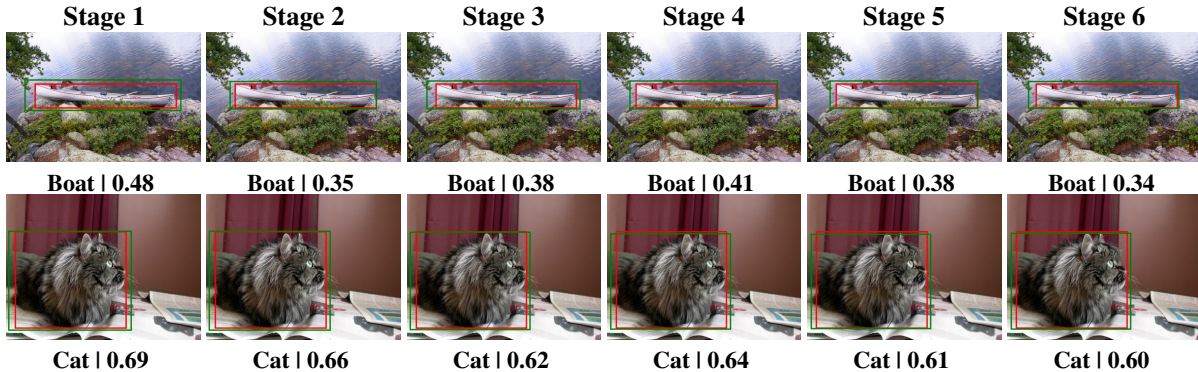 Stage 1 Stage 2 Stage 3 Stage 4 Stage 5 Stage 6
Boat | 0.48 Boat | 0.35 Boat | 0.38 Boat | 0.41 Boat | 0.38 Boat | 0.34
Cat | 0.69 Cat | 0.66 Cat | 0.62 Cat | 0.64 Cat | 0.61 Cat | 0.60